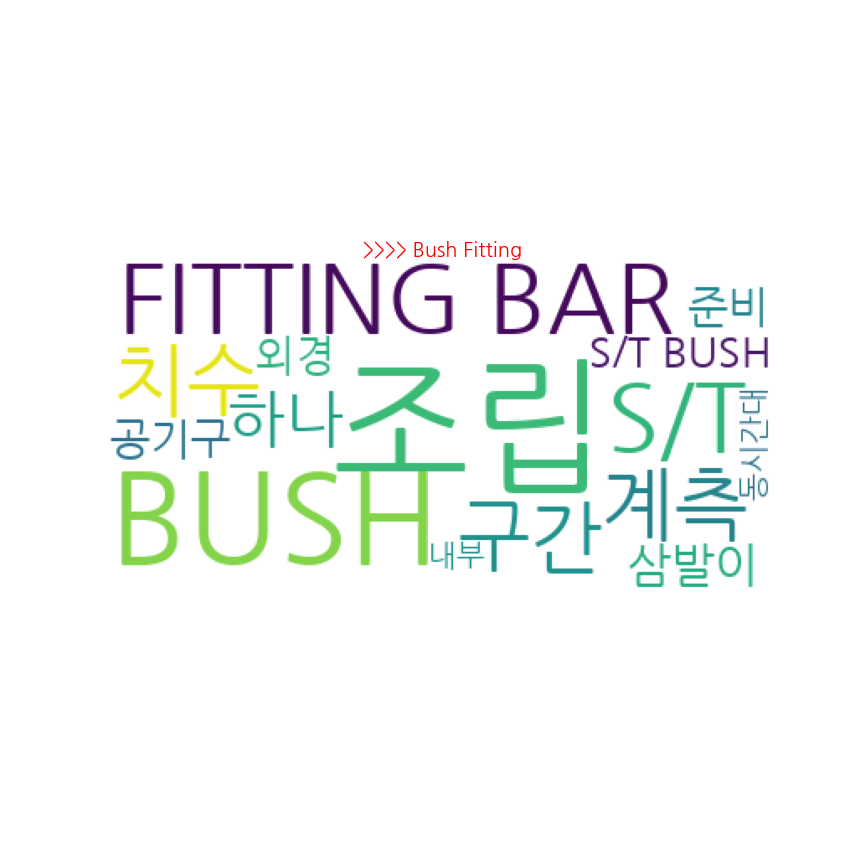 >>>> Bush Fitting
FITTING BAR
준비
치수
외경
S/T BUSH
하나
조립
S/T
동시간대
공기구
BUSH
내부
구간
계측
삼발이